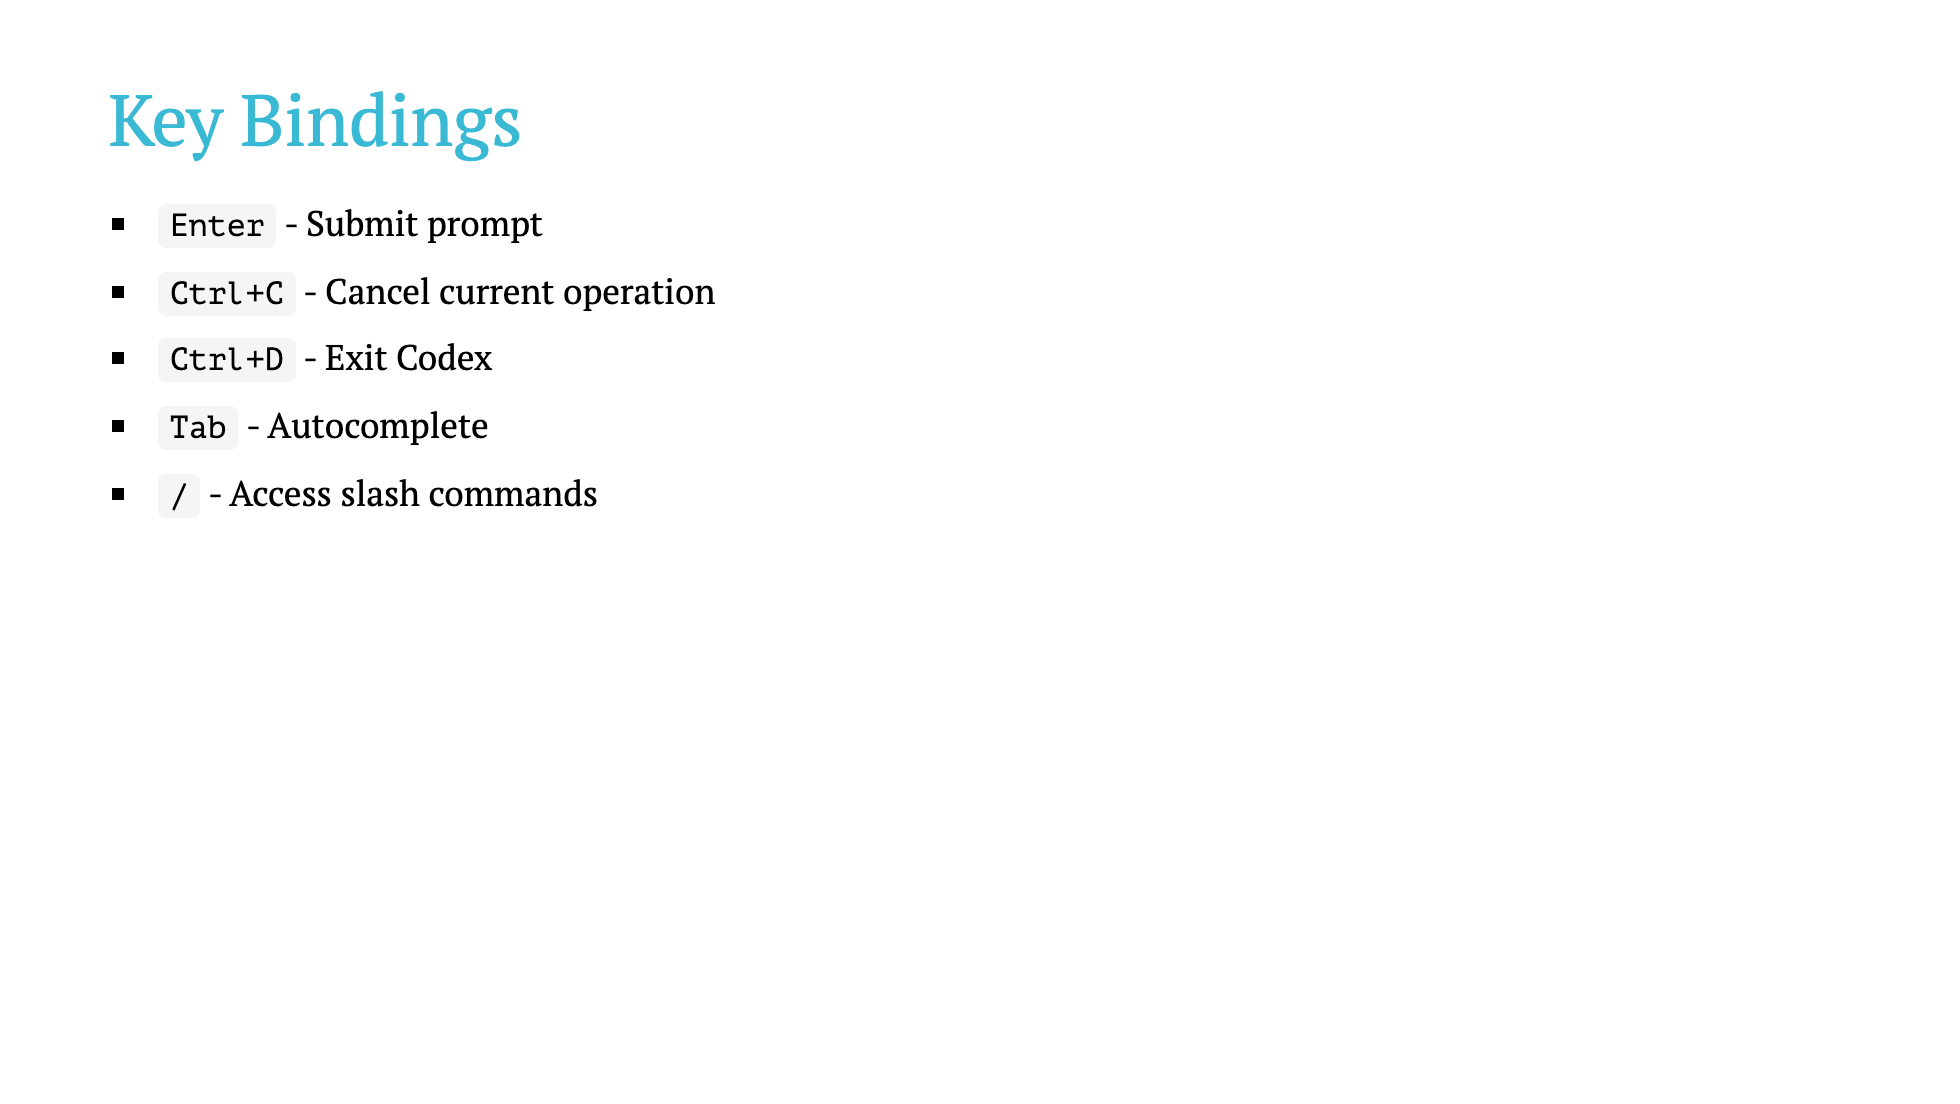 Key Bindings
▪ Enter - Submit prompt
▪ Ctrl+C - Cancel current operation
▪ Ctrl+D - Exit Codex
▪ Tab - Autocomplete
▪ / - Access slash commands